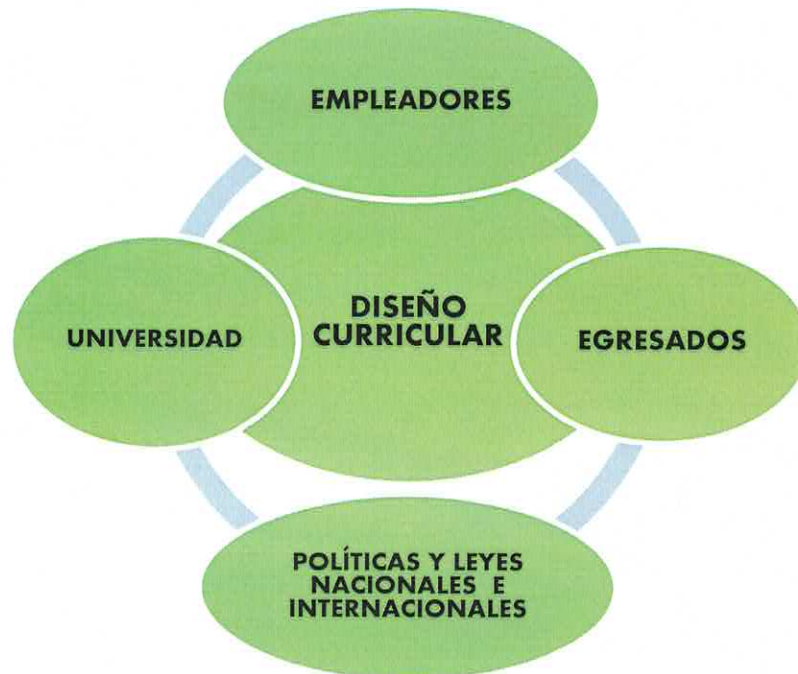 EMPLEADORES
UNIVERSIDAD
DISEÑO
CURRICULAR
EGRESADOS
POLÍTICAS Y LEYES
NACIONALES E
INTERNACIONALES